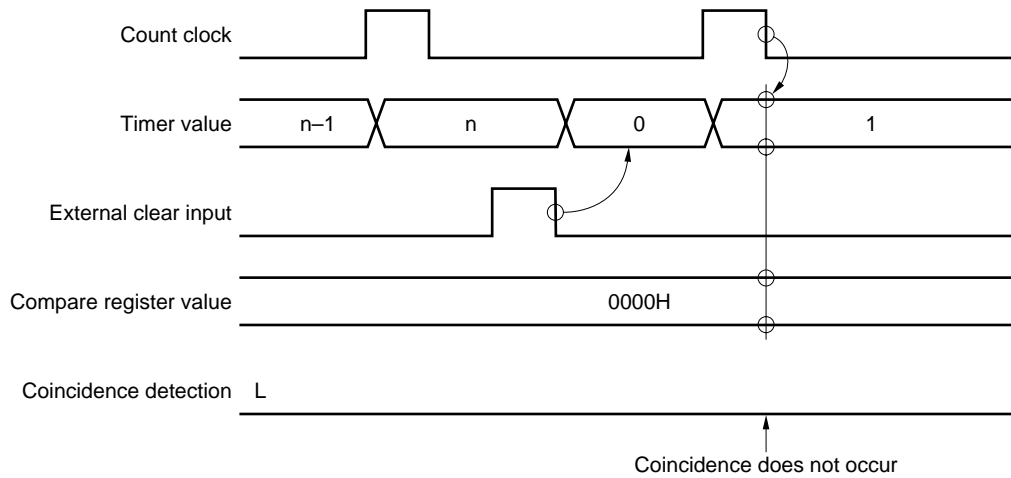 Count clock
Timer value
n–1
n
0
1
External clear input
Compare register value
0000H
Coincidence detection
L
Coincidence does not occur